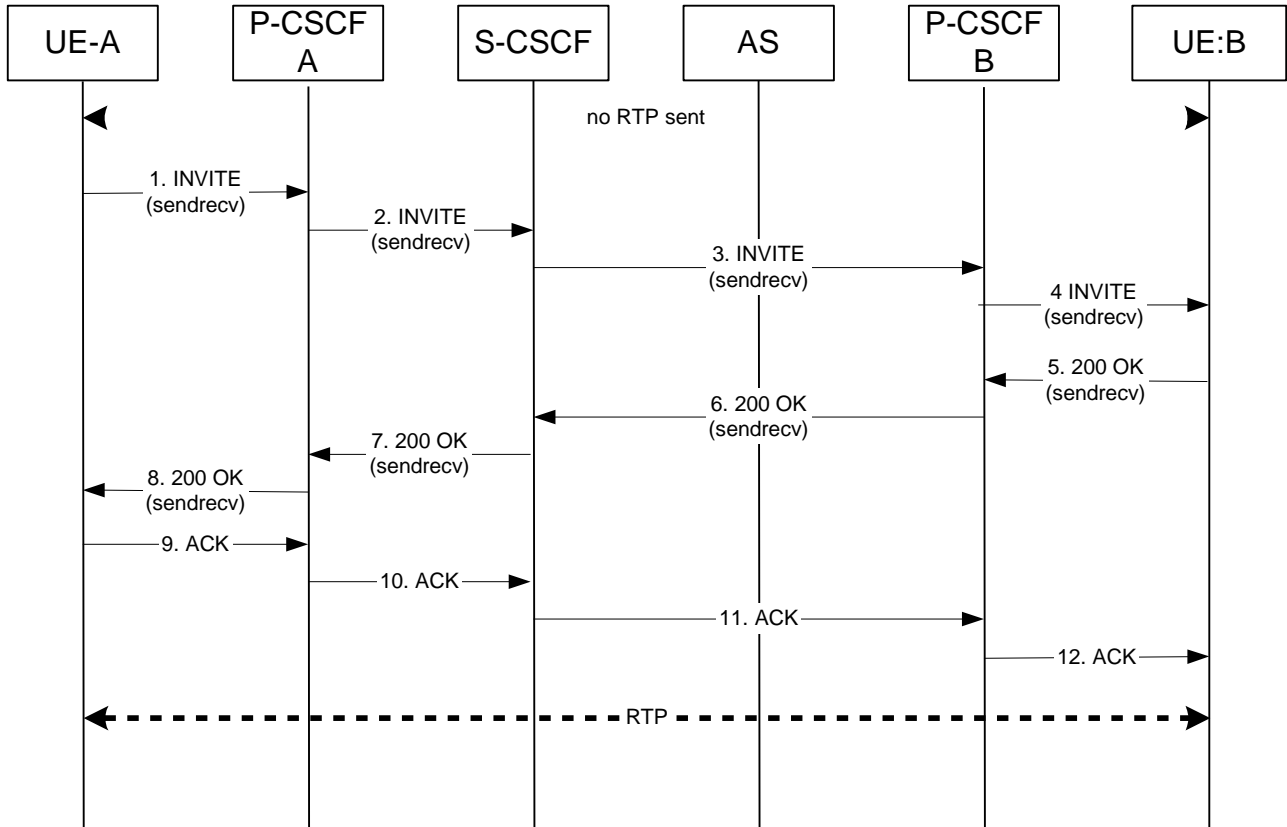 UE-A
P-CSCF
A
S-CSCF
AS
P-CSCF
B
UE:B
no RTP sent
1. INVITE
(sendrecv)
2. INVITE
(sendrecv)
3. INVITE
(sendrecv)
4 INVITE
(sendrecv)
5. 200 OK
(sendrecv)
6. 200 OK
(sendrecv)
7. 200 OK
(sendrecv)
8. 200 OK
(sendrecv)
9. ACK
10. ACK
11. ACK
12. ACK
RTP